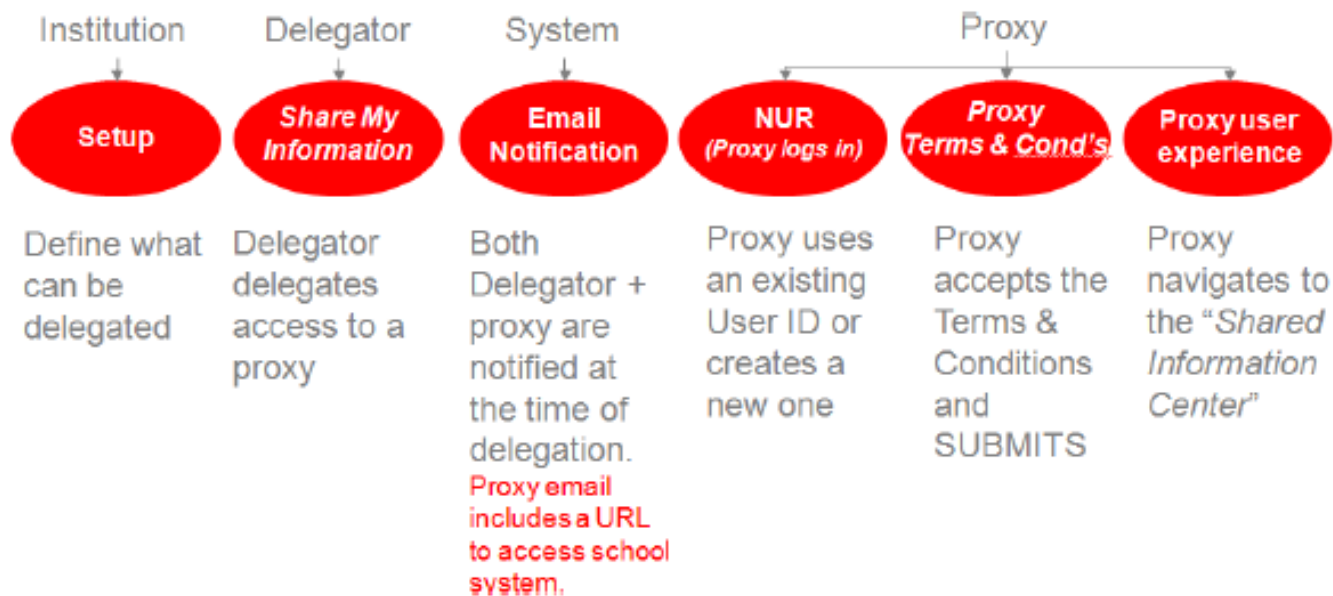 Institution
Delegator
System
Proxy
Setup
Share My
Information
Email
Notification
NUR
(Proxy logs in)
Proxy
Terms & Cond's
Proxy user
experience
Define what
can be
delegated
Delegator
delegates
access to a
proxy
Both
Delegator +
proxy are
notified at
the time of
delegation.
Proxy email
includes a URL
to access school
system.
Proxy uses
an existing
User ID or
creates a
new one
Proxy
accepts the
Terms &
Conditions
and
SUBMITS
Proxy
navigates to
the “Shared
Information
Center”